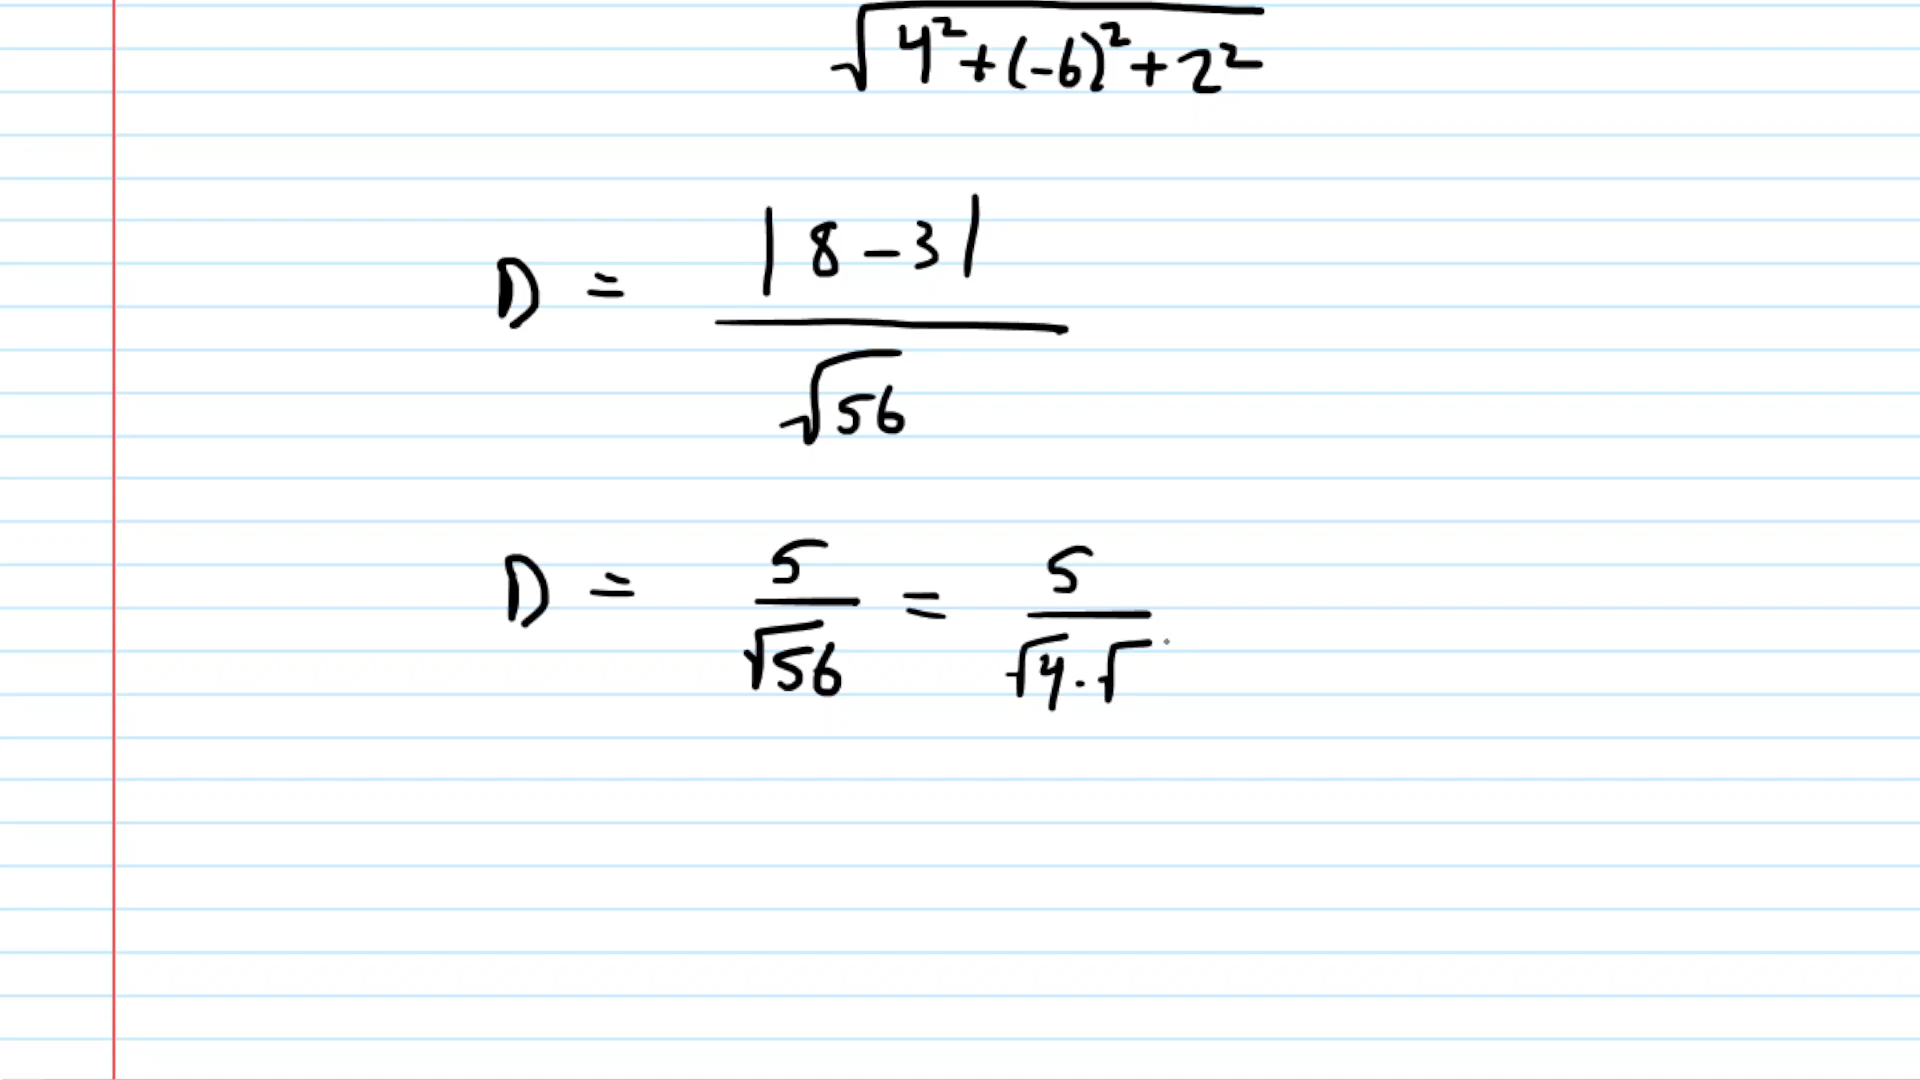 √(4²+(-6)²+2²)
D = |8-3| / √56
D = 5/√56 = 5/(√4·√)